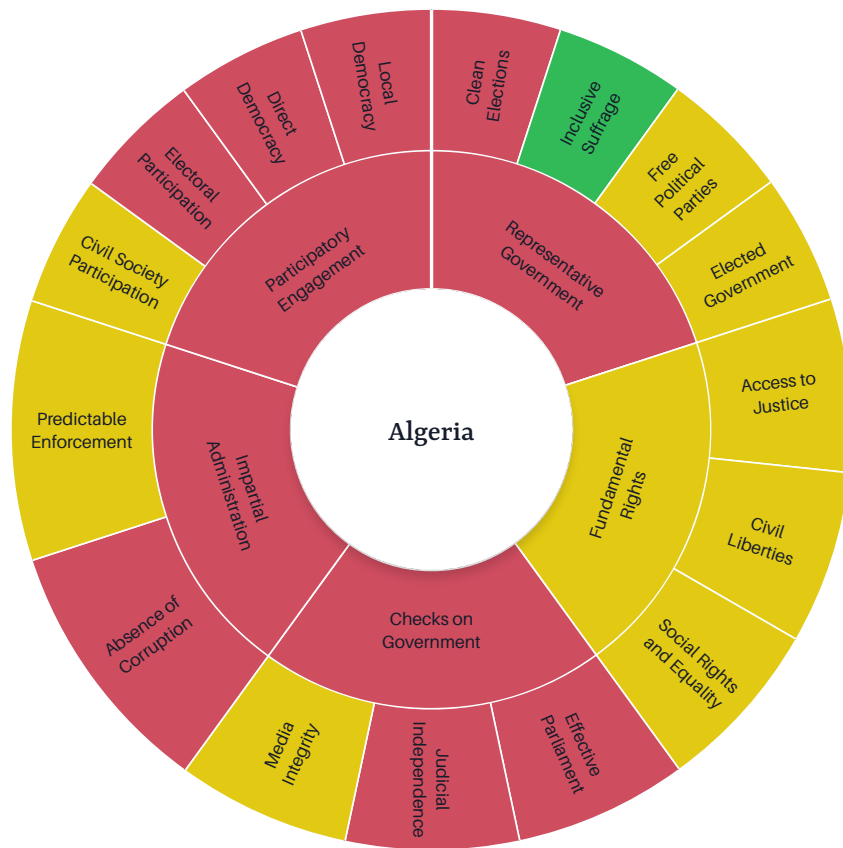 Algeria
Representative
Government
Clean
Elections
Inclusive
Suffrage
Free
Political
Parties
Elected
Government
Fundamental
Rights
Access to
Justice
Civil
Liberties
Social Rights
and Equality
Checks on
Government
Effective
Parliament
Judicial
Independence
Media
Integrity
Impartial
Administration
Absence of
Corruption
Predictable
Enforcement
Participatory
Engagement
Civil Society
Participation
Electoral
Participation
Direct
Democracy
Local
Democracy